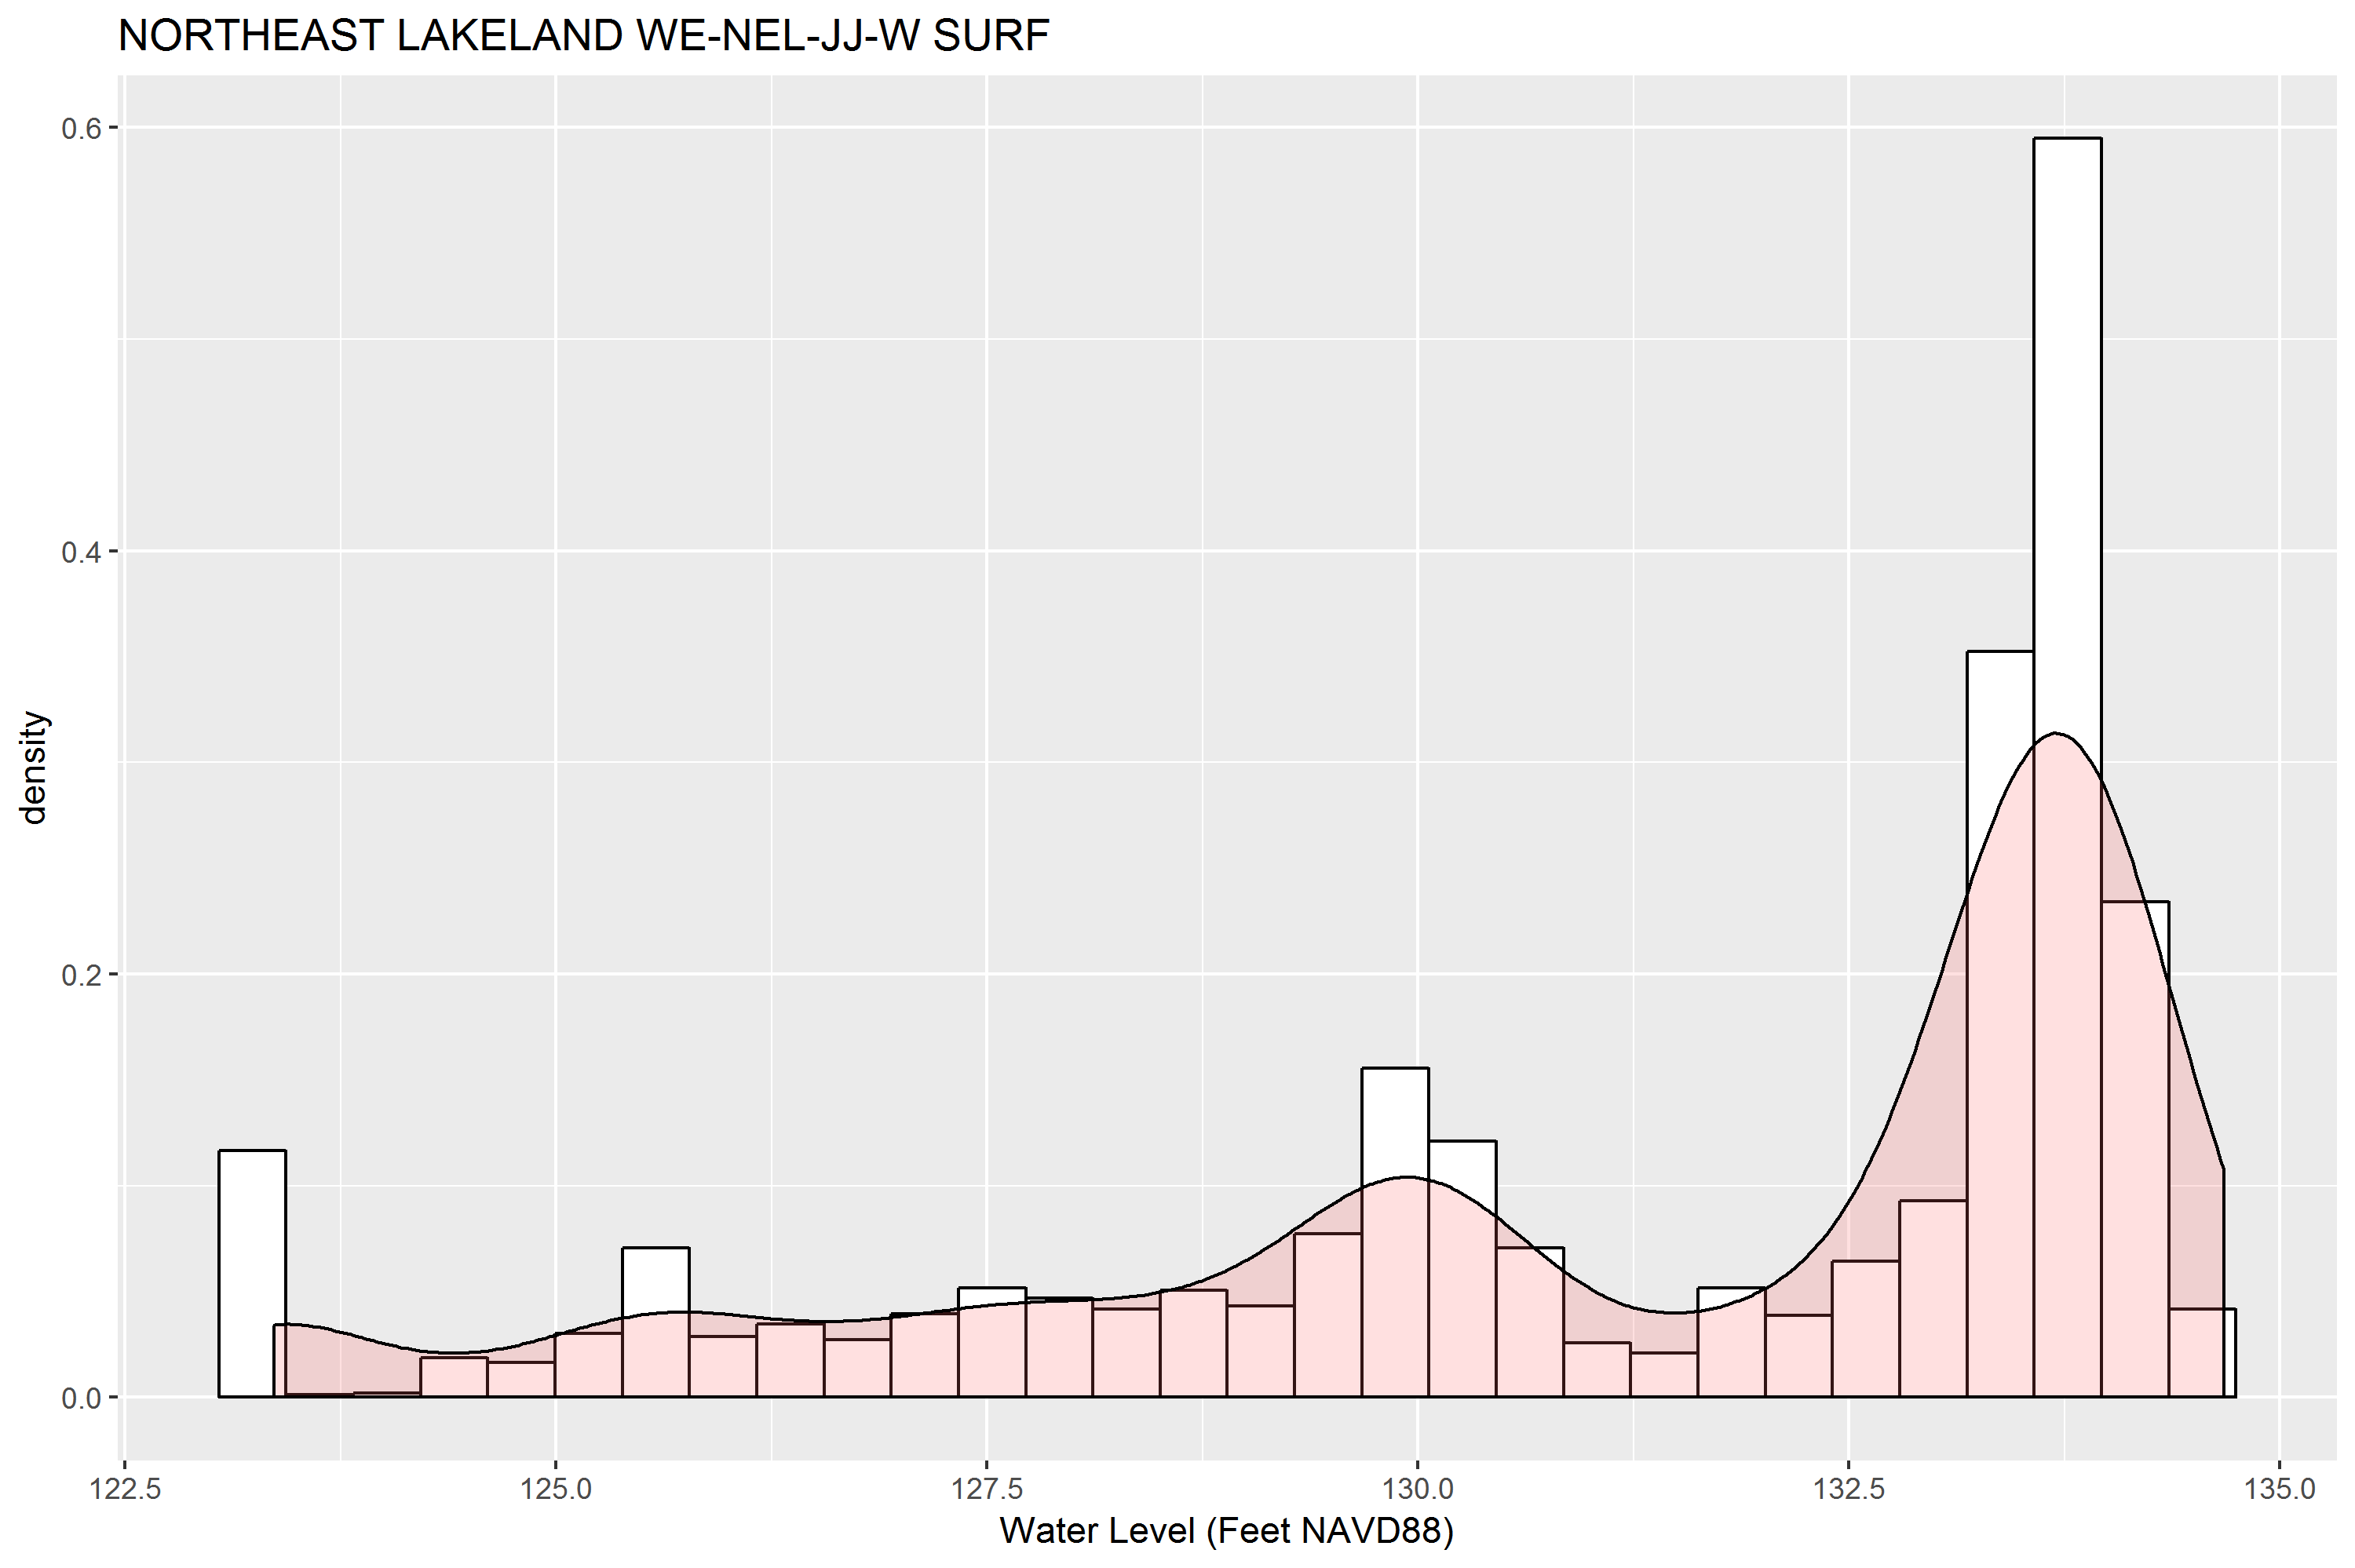 NORTHEAST LAKELAND WE-NEL-JJ-W SURF
0.6
0.4
0.2
0.0
density
122.5 125.0 127.5 130.0 132.5 135.0
Water Level (Feet NAVD88)